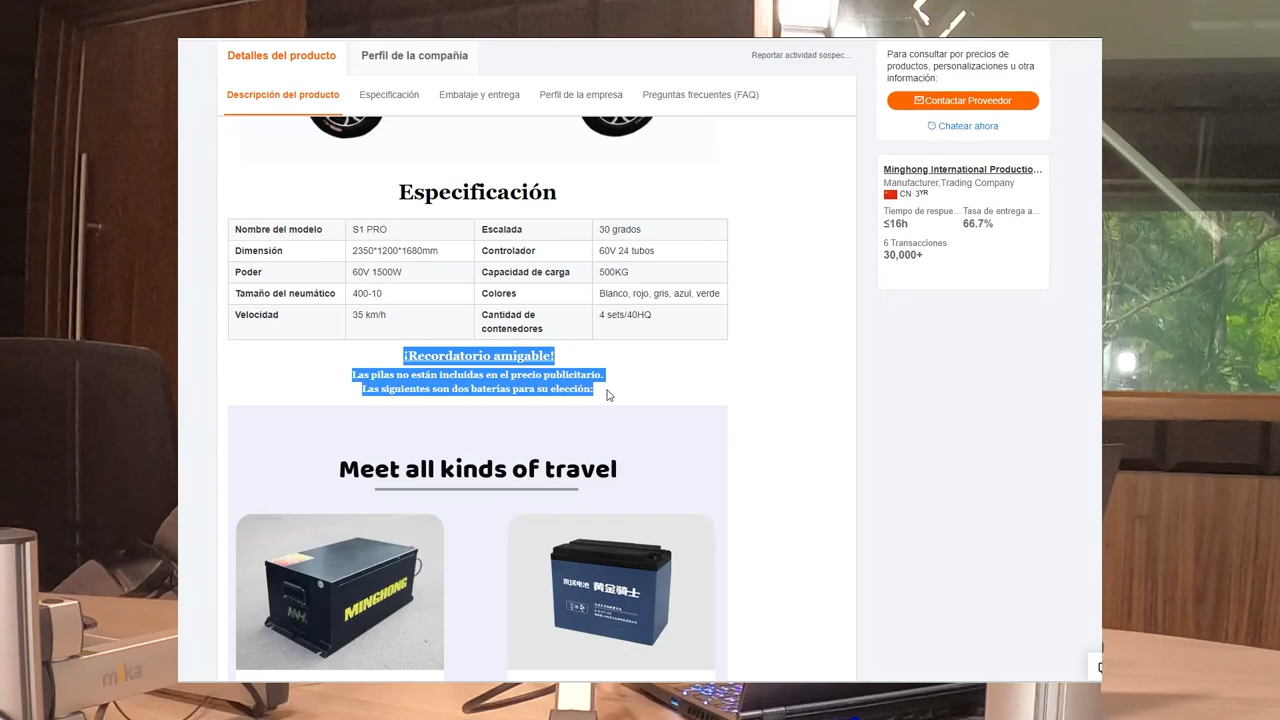 Detalles del producto
Perfil de la compañia
Reportar actividad sospec...
Descripción del producto
Especificación
Embalaje y entrega
Perfil de la empresa
Preguntas frecuentes (FAQ)
Para consultar por precios de
productos, personalizaciones u otra
información:
Contactar Proveedor
Chatear ahora
Minghong International Productio...
Manufacturer,Trading Company
CN 3YR
Tiempo de respue... Tasa de entrega a...
≤16h 66.7%
6 Transacciones
30,000+
Especificación
Nombre del modelo S1 PRO Escalada 30 grados
Dimensión 2350*1200*1680mm Controlador 60V 24 tubos
Poder 60V 1500W Capacidad de carga 500KG
Tamaño del neumático 400-10 Colores Blanco, rojo, gris, azul, verde
Velocidad 35 km/h Cantidad de contenedores 4 sets/40HQ
¡Recordatorio amigable!
Las pilas no están incluidas en el precio publicitario.
Las siguientes son dos baterías para su elección:
Meet all kinds of travel
MINGHONG
黄金骑士
mika